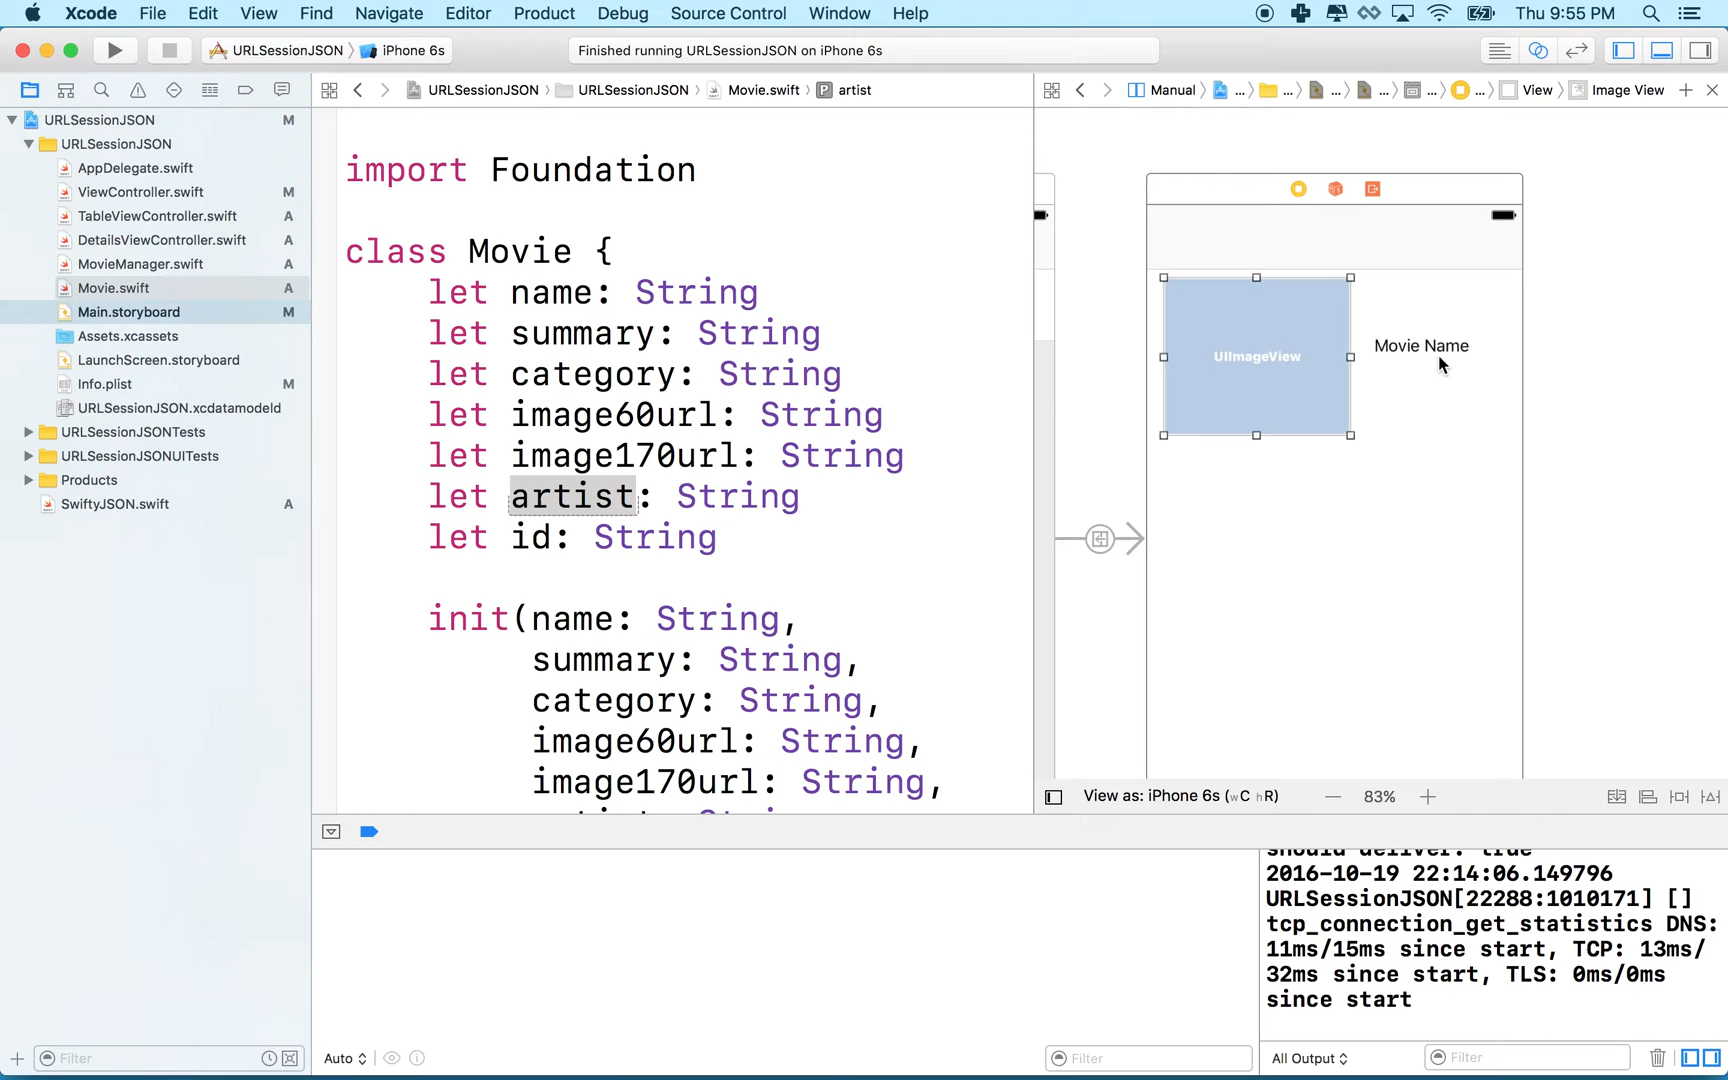 Xcode File Edit View Find Navigate Editor Product Debug Source Control Window Help Thu 9:55 PM
URLSessionJSON iPhone 6s Finished running URLSessionJSON on iPhone 6s
URLSessionJSON URLSessionJSON Movie.swift P artist
Manual ... ... ... ... ... ... View Image View
URLSessionJSON M
URLSessionJSON
AppDelegate.swift
ViewController.swift M
TableViewController.swift A
DetailsViewController.swift A
MovieManager.swift A
Movie.swift A
Main.storyboard M
Assets.xcassets
LaunchScreen.storyboard
Info.plist M
URLSessionJSON.xcdatamodeld
URLSessionJSONTests
URLSessionJSONUITests
Products
SwiftyJSON.swift A
Filter
import Foundation
class Movie {
let name: String
let summary: String
let category: String
let image60url: String
let image170url: String
let artist: String
let id: String
init(name: String,
summary: String,
category: String,
image60url: String,
image170url: String,
UIImageView
Movie Name
View as: iPhone 6s (wC hR) — 83% +
Auto
Filter
should deliver: true
2016-10-19 22:14:06.149796
URLSessionJSON[22288:1010171] []
tcp_connection_get_statistics DNS:
11ms/15ms since start, TCP: 13ms/
32ms since start, TLS: 0ms/0ms
since start
All Output
Filter